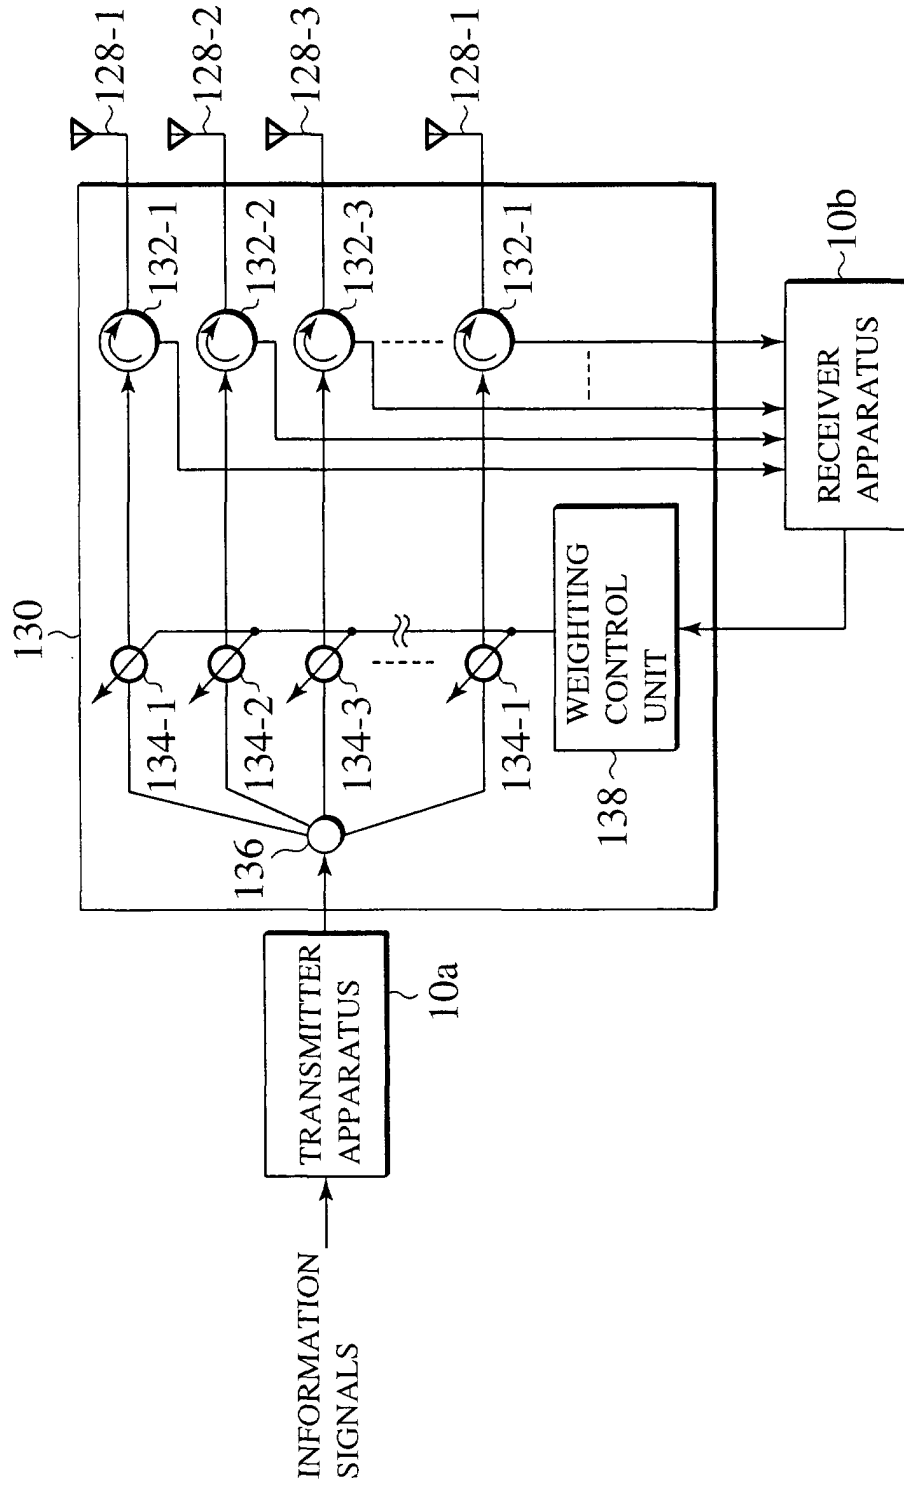 130
128-1
128-2
128-3
128-1
132-1
132-2
132-3
132-1
134-1
134-2
134-3
134-1
136
138
WEIGHTING
CONTROL
UNIT
INFORMATION
SIGNALS
TRANSMITTER
APPARATUS
10a
RECEIVER
APPARATUS
10b